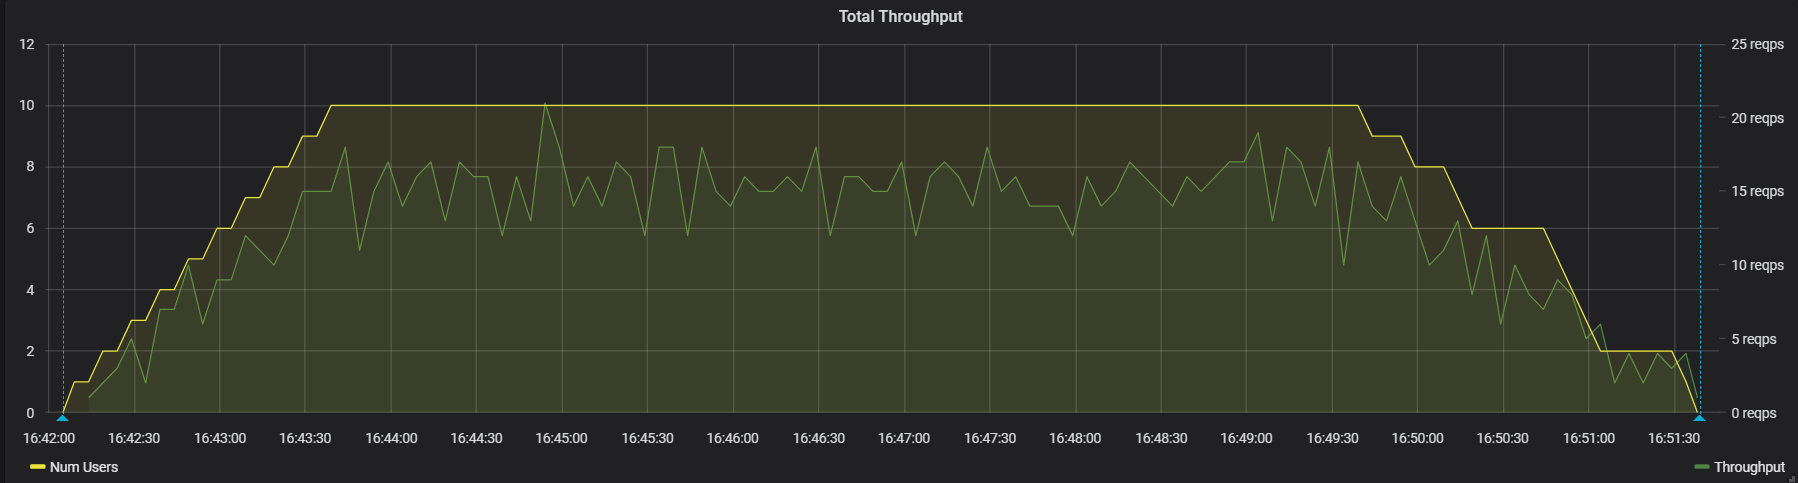 Total Throughput
12
10
8
6
4
2
0
25 reqps
20 reqps
15 reqps
10 reqps
5 reqps
0 reqps
16:42:00 16:42:30 16:43:00 16:43:30 16:44:00 16:44:30 16:45:00 16:45:30 16:46:00 16:46:30 16:47:00 16:47:30 16:48:00 16:48:30 16:49:00 16:49:30 16:50:00 16:50:30 16:51:00 16:51:30
Num Users Throughput